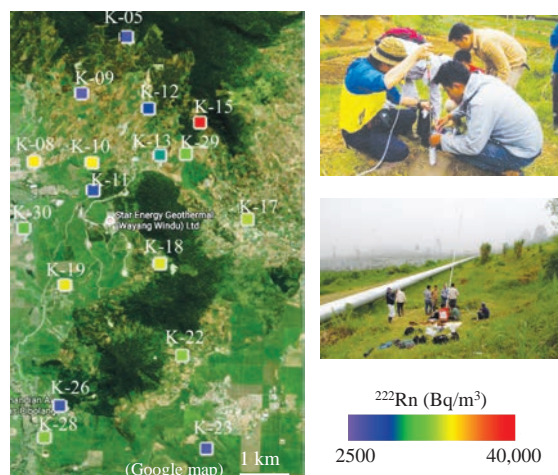 K-05
K-09
K-12
K-15
K-08
K-10
K-13
K-29
K-11
K-17
K-30
Star Energy Geothermal
(Wayang Windu) Ltd
K-18
K-19
K-22
K-26
K-28
K-23
(Google map)
1 km
²²²Rn (Bq/m³)
2500
40,000